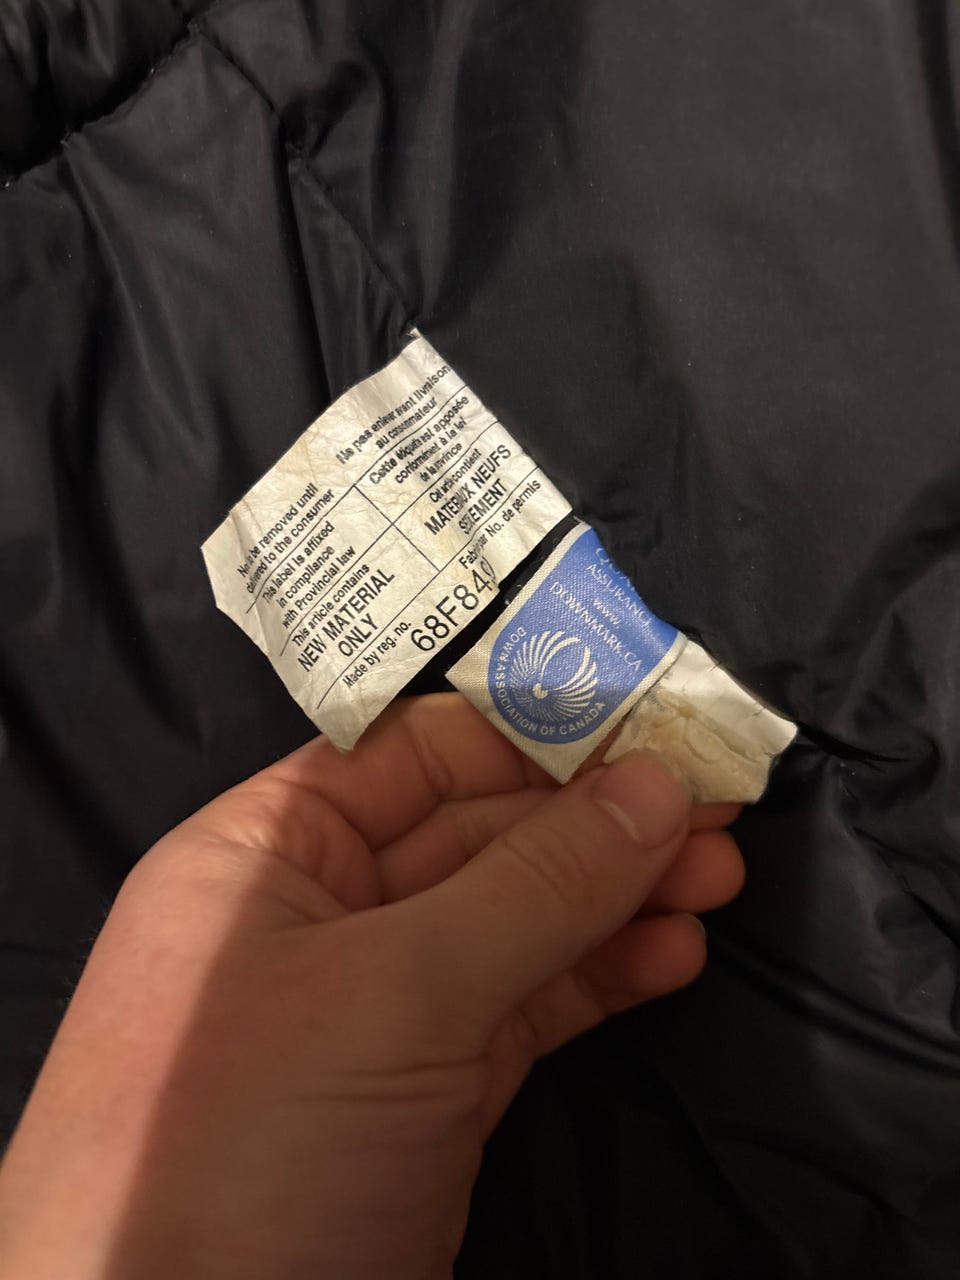 Not to be removed until
delivered to the consumer
This label is affixed
in compliance
with Provincial law
This article contains
NEW MATERIAL
ONLY
Made by reg. no.
68F849
Ne pas enlever avant livraison
au consommateur
Cette étiquette est apposée
conformément à la loi
de la province
Cet article contient
MATÉRIAUX NEUFS
SEULEMENT
No. de permis
ASSURANCE
www.
DOWNMARK.CA
DOWN ASSOCIATION OF CANADA